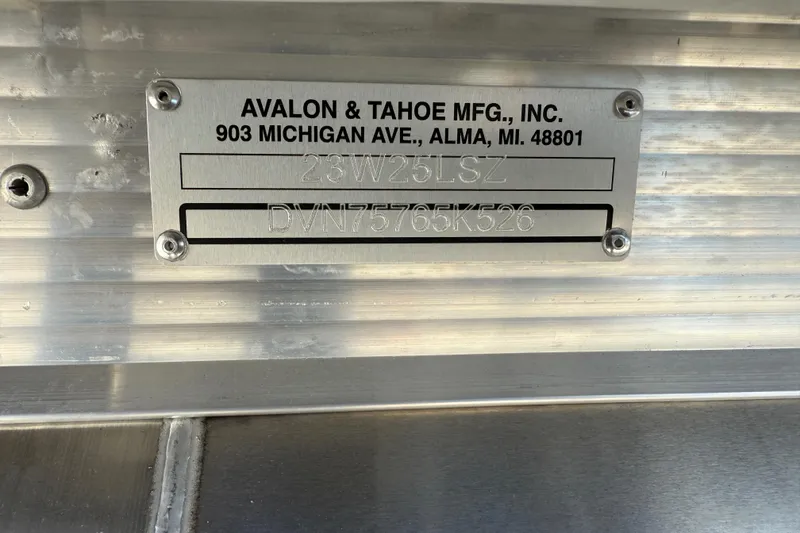 AVALON & TAHOE MFG., INC.
903 MICHIGAN AVE., ALMA, MI. 48801
23W25LSZ
DVN75765K526